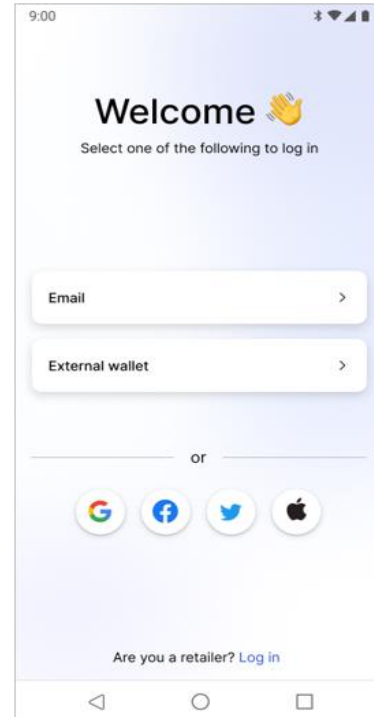 9:00
Welcome 👋
Select one of the following to log in
Email
External wallet
or
Are you a retailer? Log in